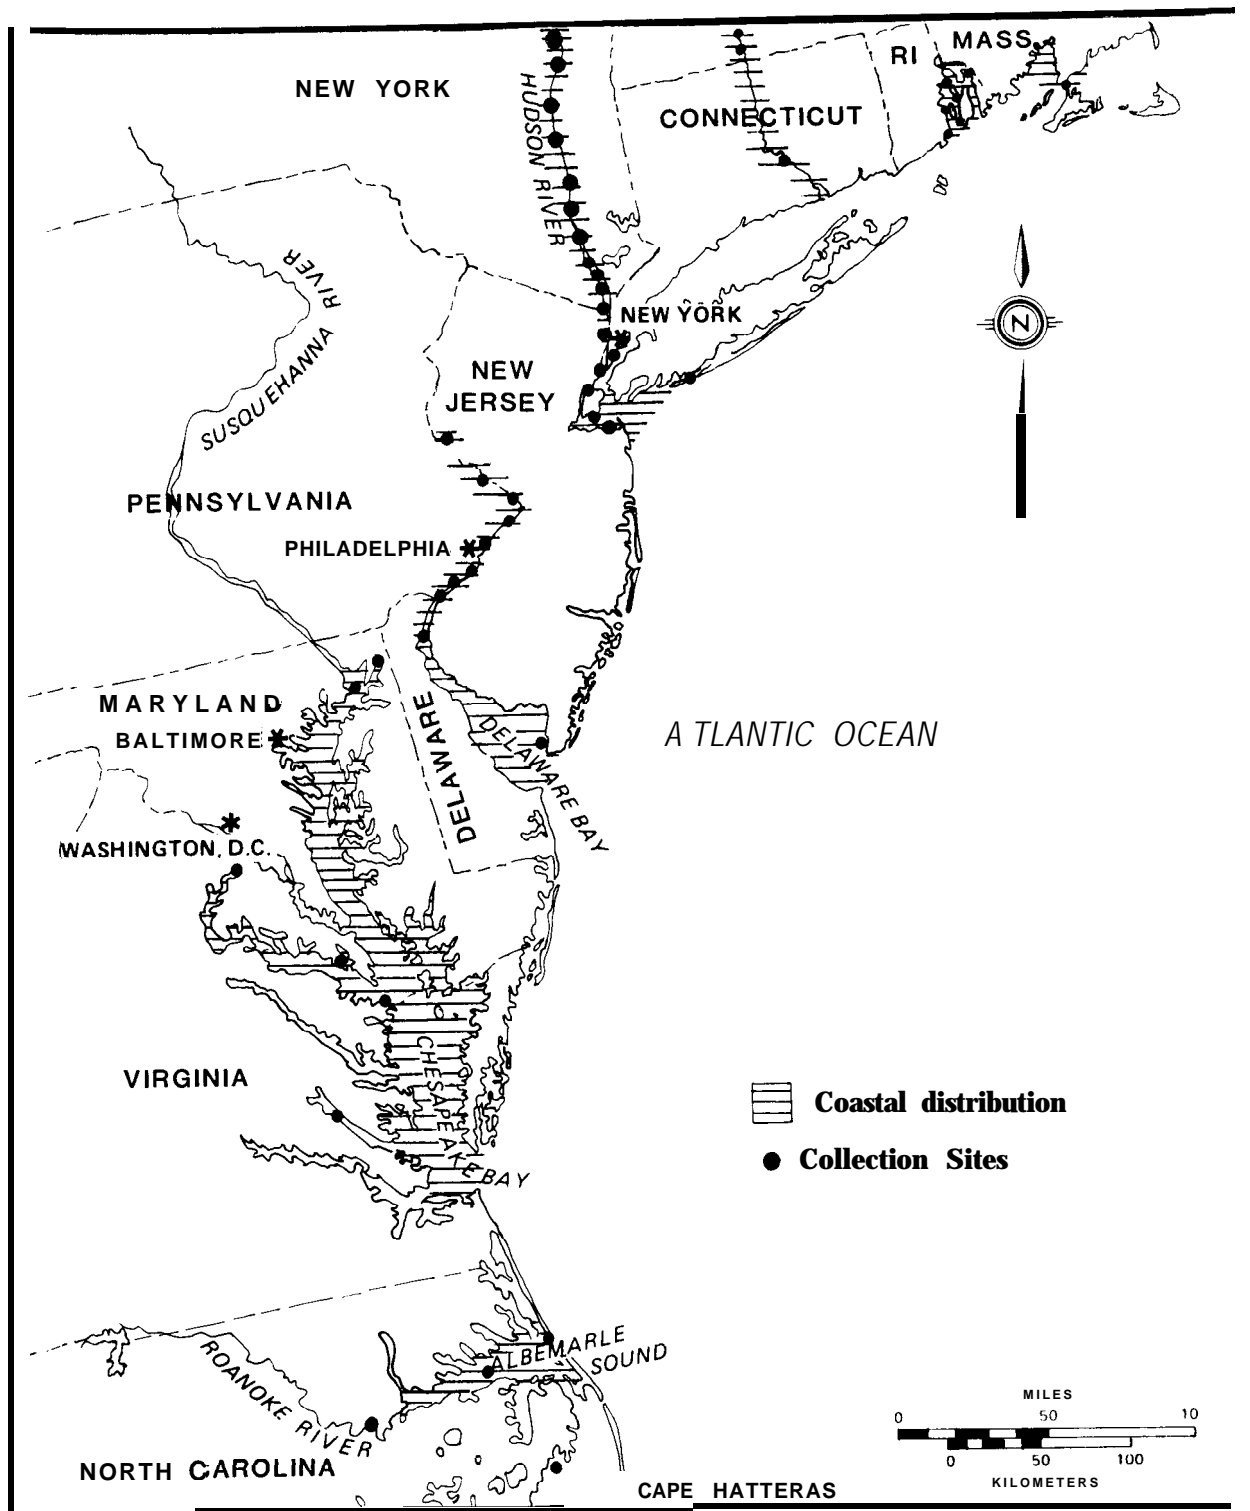 MASS
RI
NEW YORK
CONNECTICUT
HUDSON RIVER
SUSQUEHANNA RIVER
NEW YORK
N
NEW
JERSEY
PENNSYLVANIA
PHILADELPHIA
MARYLAND
BALTIMORE
DELAWARE
DELAWARE BAY
ATLANTIC OCEAN
WASHINGTON, D.C.
VIRGINIA
CHESAPEAKE BAY
Coastal distribution
Collection Sites
ALBEMARLE
SOUND
ROANOKE RIVER
NORTH CAROLINA
CAPE HATTERAS
MILES
0 50 10
0 50 100
KILOMETERS